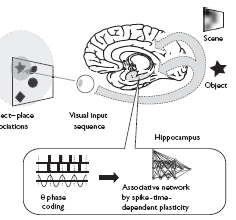 Scene
Object
ect–place
ociations
Visual input
sequence
Hippocampus
θ phase
coding
Associative network
by spike-time-
dependent plasticity